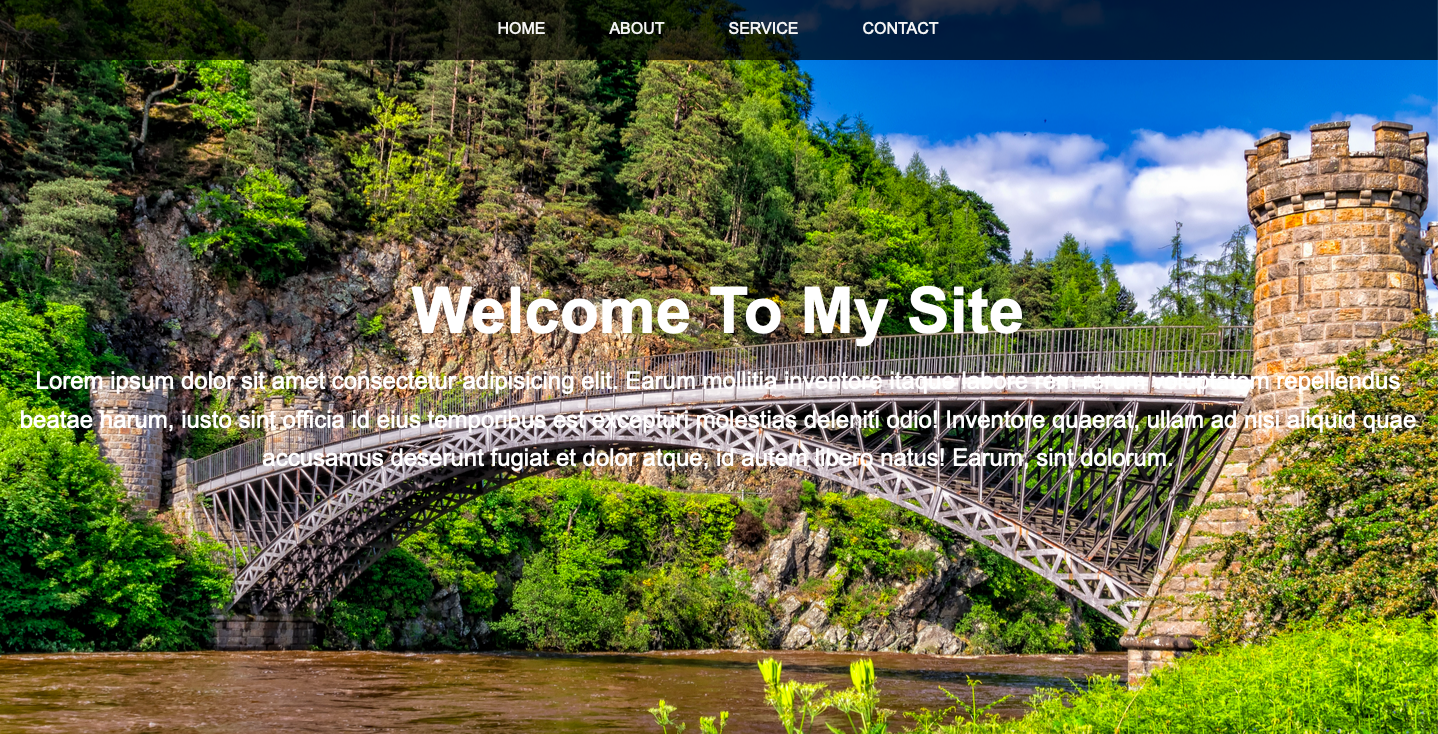 HOME ABOUT SERVICE CONTACT
Welcome To My Site
Lorem ipsum dolor sit amet consectetur adipisicing elit. Earum mollitia inventore itaque labore rem rerum voluptatem repellendus
beatae harum, iusto sint officia id eius temporibus est excepturi molestias deleniti odio! Inventore quaerat, ullam ad nisi aliquid quae
accusamus deserunt fugiat et dolor atque, id autem libero natus! Earum, sint dolorum.